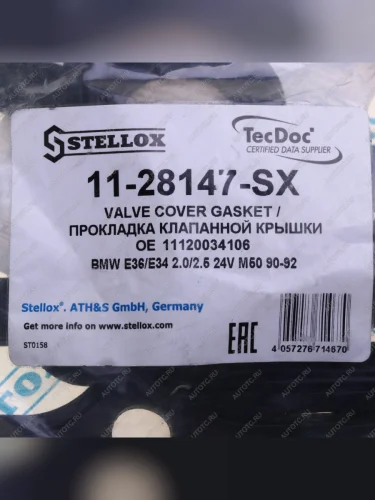 STELLOX
TecDoc
CERTIFIED DATA SUPPLIER
11-28147-SX
VALVE COVER GASKET /
ПРОКЛАДКА КЛАПАННОЙ КРЫШКИ
OE 11120034106
BMW E36/E34 2.0/2.5 24V M50 90-92
Stellox®. ATH&S GmbH, Germany
Get more info on www.stellox.com
ST0158
EAC
4 057276 714670
AUTOTC.RU